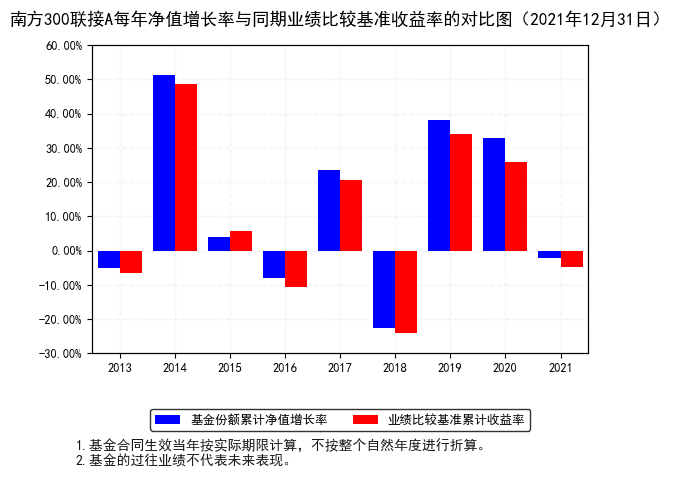 南方300联接A每年净值增长率与同期业绩比较基准收益率的对比图（2021年12月31日）
60.00%
50.00%
40.00%
30.00%
20.00%
10.00%
0.00%
-10.00%
-20.00%
-30.00%
2013 2014 2015 2016 2017 2018 2019 2020 2021
基金份额累计净值增长率 业绩比较基准累计收益率
1.基金合同生效当年按实际期限计算，不按整个自然年度进行折算。
2.基金的过往业绩不代表未来表现。